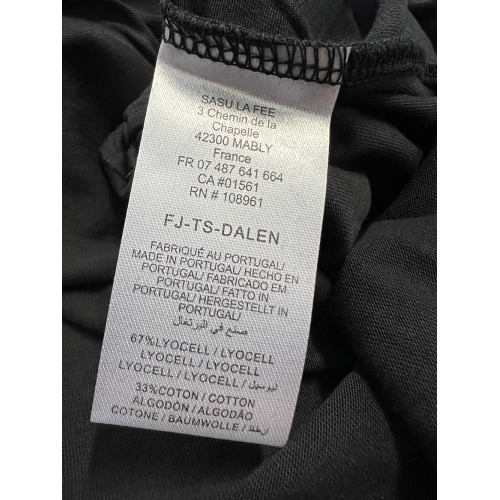 SASU LA FEE
3 Chemin de la
Chapelle
42300 MABLY
France
FR 07 487 641 664
CA #01561
RN # 108961
FJ-TS-DALEN
FABRIQUÉ AU PORTUGAL/
MADE IN PORTUGAL/ HECHO EN
PORTUGAL/ FABRICADO EM
PORTUGAL/ FATTO IN
PORTUGAL/ HERGESTELLT IN
PORTUGAL/
صنع في البرتغال
67%LYOCELL / LYOCELL
LYOCELL / LYOCELL
LYOCELL / LYOCELL / ليوسيل
33%COTON / COTTON
ALGODÓN / ALGODÃO
COTONE / BAUMWOLLE / قطن